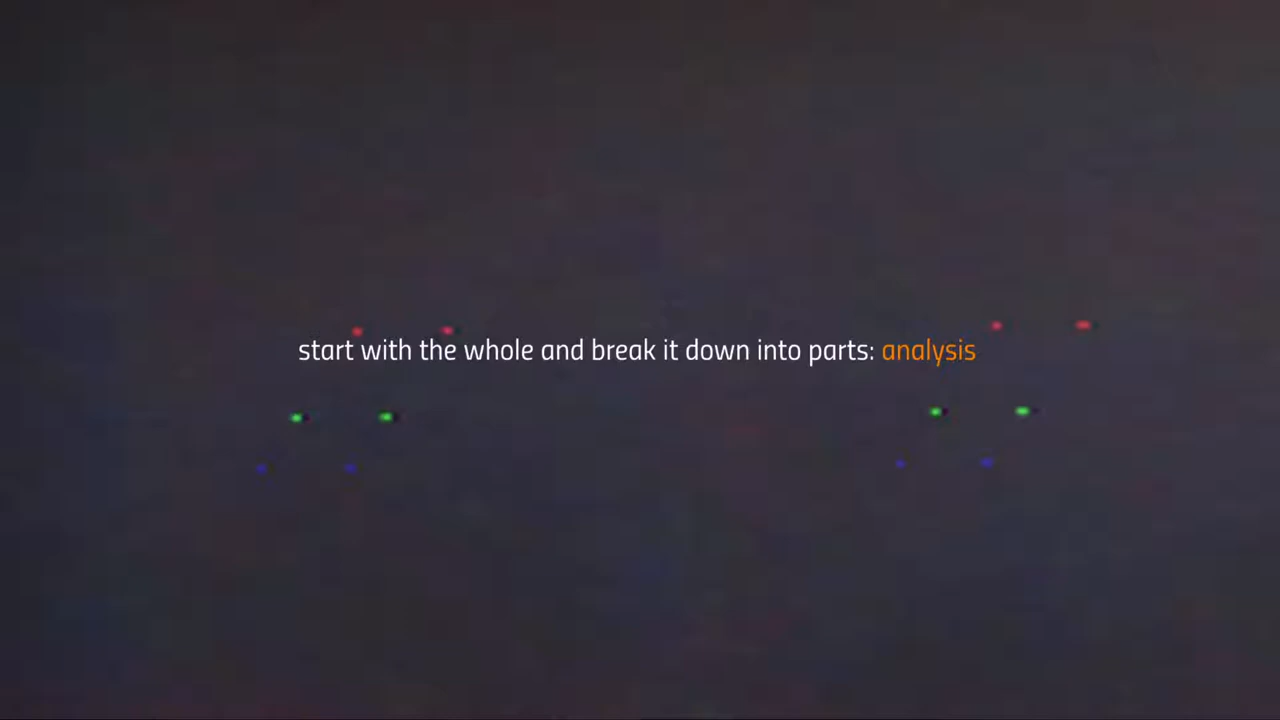 start with the whole and break it down into parts: analysis